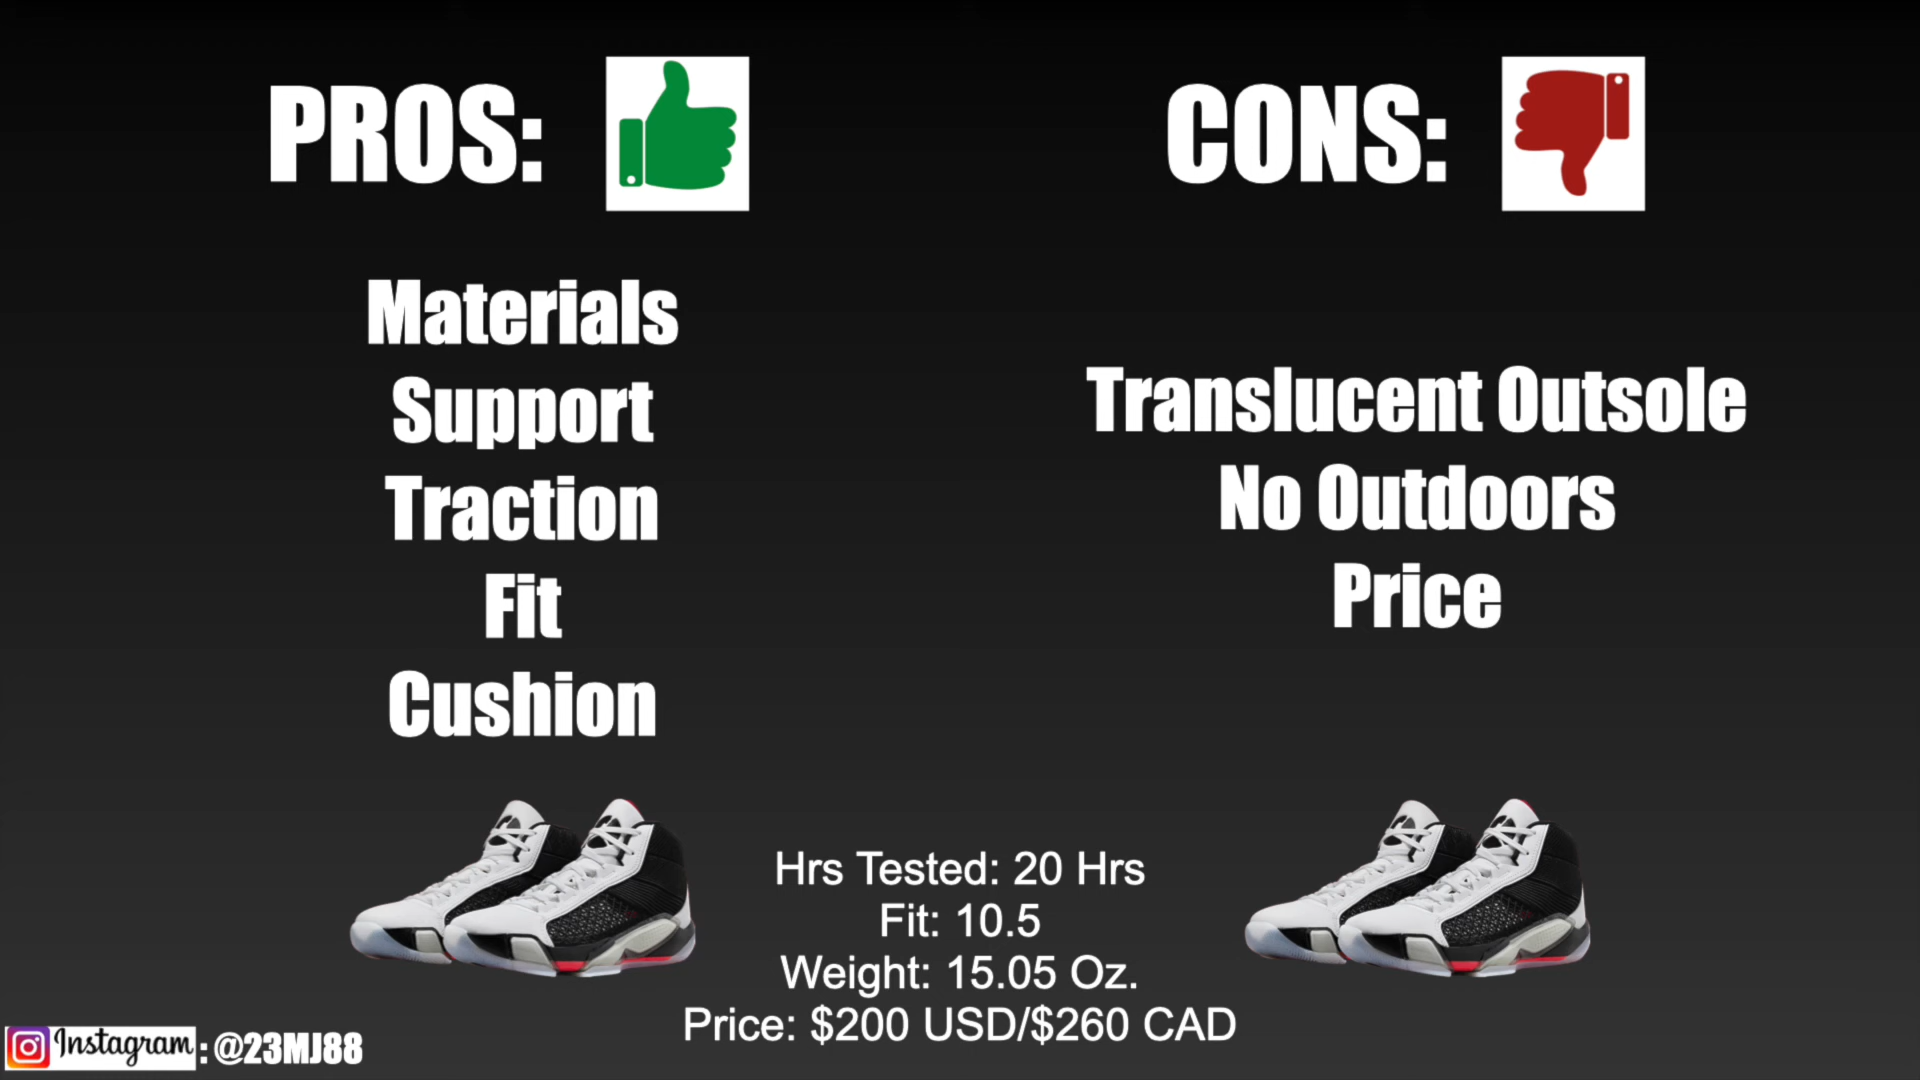 PROS:
Materials
Support
Traction
Fit
Cushion
CONS:
Translucent Outsole
No Outdoors
Price
Hrs Tested: 20 Hrs
Fit: 10.5
Weight: 15.05 Oz.
Price: $200 USD/$260 CAD
Instagram : @23MJ88